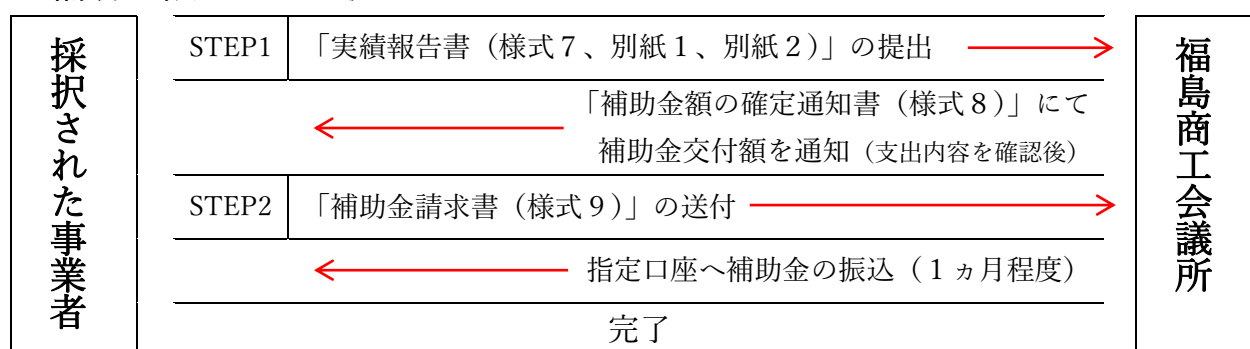 採択された事業者
STEP1
「実績報告書（様式７、別紙１、別紙２）」の提出
「補助金額の確定通知書（様式８）」にて
補助金交付額を通知（支出内容を確認後）
STEP2
「補助金請求書（様式９）」の送付
指定口座へ補助金の振込（１ヵ月程度）
完了
福島商工会議所